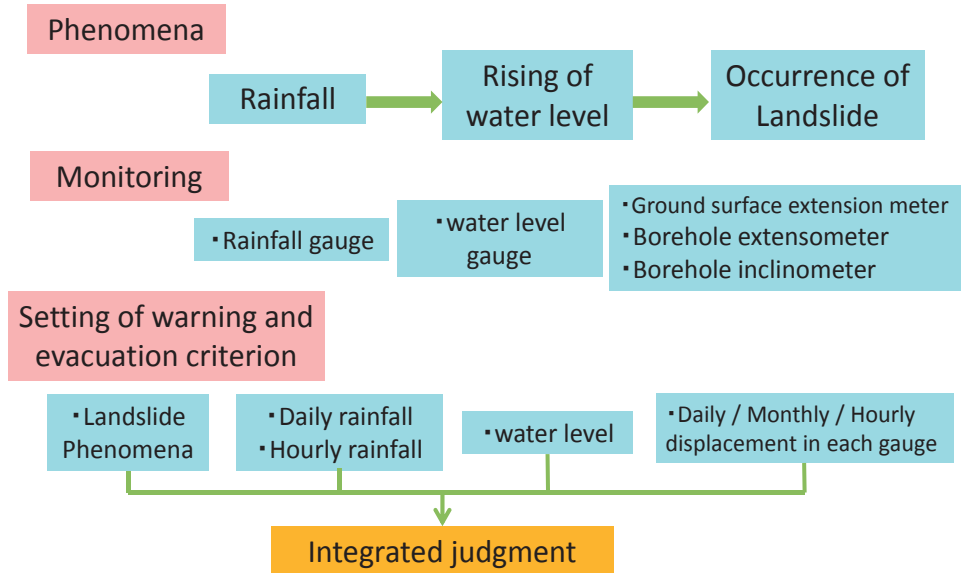 Phenomena
Rainfall
Rising of
water level
Occurrence of
Landslide
Monitoring
・Rainfall gauge
・water level
gauge
・Ground surface extension meter
・Borehole extensometer
・Borehole inclinometer
Setting of warning and
evacuation criterion
・Landslide
Phenomena
・Daily rainfall
・Hourly rainfall
・water level
・Daily / Monthly / Hourly
displacement in each gauge
Integrated judgment